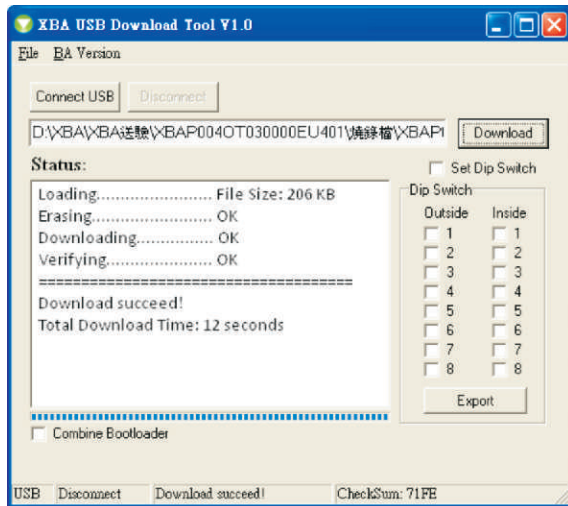 XBA USB Download Tool V1.0
File BA Version
Connect USB Disconnect
D:\XBA\XBA送驗\XBAP004OT030000EU401\燒錄檔\XBAP1 Download
Status: Set Dip Switch
Loading........................ File Size: 206 KB
Erasing........................ OK
Downloading................ OK
Verifying...................... OK
=====================================
Download succeed!
Total Download Time: 12 seconds
Dip Switch
Outside Inside
1 1
2 2
3 3
4 4
5 5
6 6
7 7
8 8
Export
Combine Bootloader
USB Disconnect Download succeed! CheckSum: 71FE